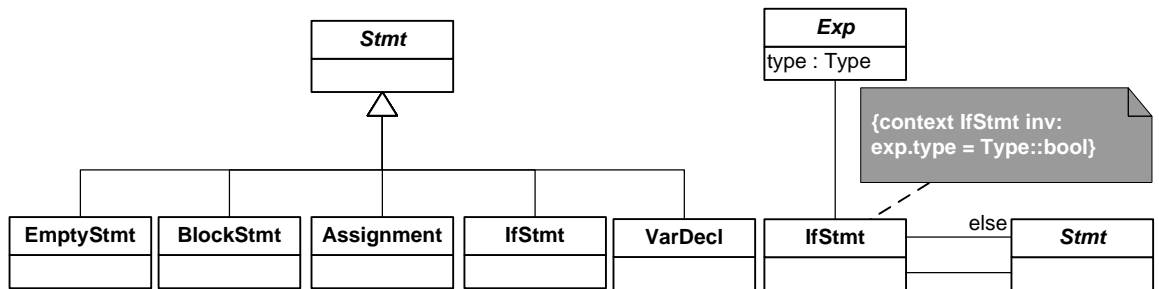 Stmt
Exp
type : Type
{context IfStmt inv:
exp.type = Type::bool}
EmptyStmt
BlockStmt
Assignment
IfStmt
VarDecl
IfStmt
else
Stmt